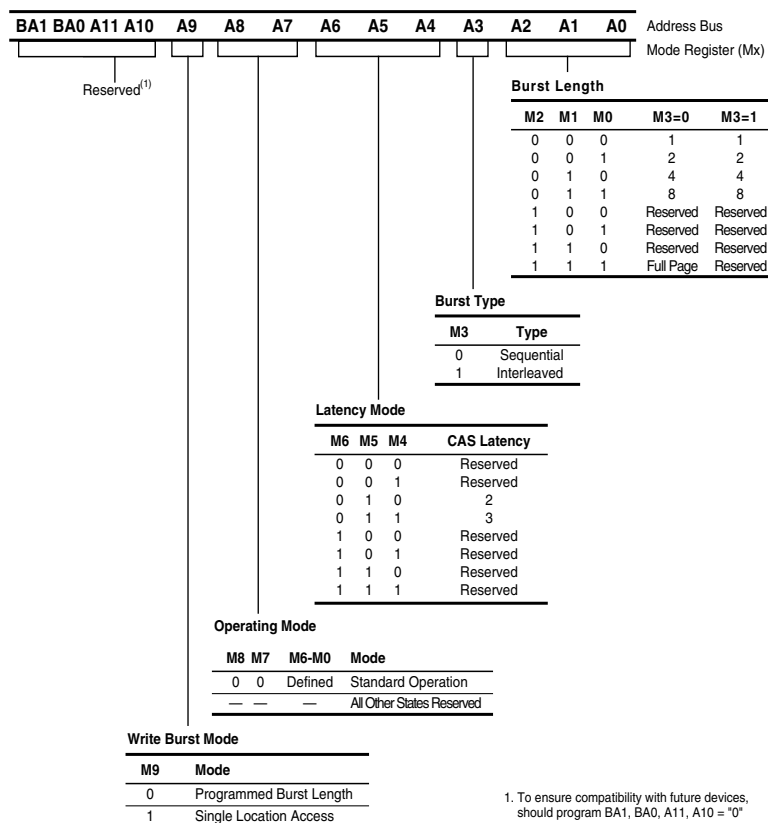 BA1 BA0 A11 A10 A9 A8 A7 A6 A5 A4 A3 A2 A1 A0 Address Bus
Mode Register (Mx)
Reserved(1)
Burst Length
M2 M1 M0 M3=0 M3=1
0 0 0 1 1
0 0 1 2 2
0 1 0 4 4
0 1 1 8 8
1 0 0 Reserved Reserved
1 0 1 Reserved Reserved
1 1 0 Reserved Reserved
1 1 1 Full Page Reserved
Burst Type
M3 Type
0 Sequential
1 Interleaved
Latency Mode
M6 M5 M4 CAS Latency
0 0 0 Reserved
0 0 1 Reserved
0 1 0 2
0 1 1 3
1 0 0 Reserved
1 0 1 Reserved
1 1 0 Reserved
1 1 1 Reserved
Operating Mode
M8 M7 M6-M0 Mode
0 0 Defined Standard Operation
— — — All Other States Reserved
Write Burst Mode
M9 Mode
0 Programmed Burst Length
1 Single Location Access
1. To ensure compatibility with future devices,
should program BA1, BA0, A11, A10 = "0"